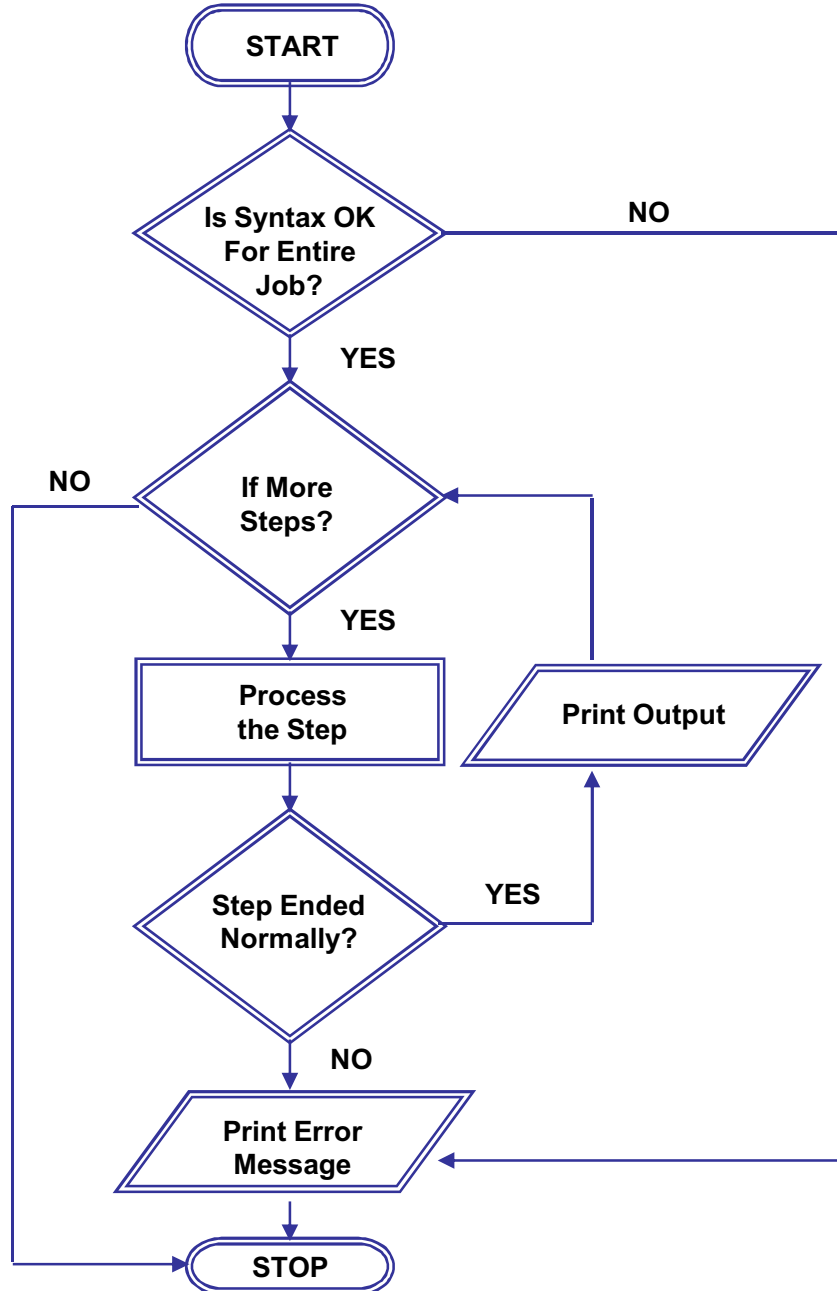 START
Is Syntax OK
For Entire
Job?
NO
YES
NO
If More
Steps?
YES
Process
the Step
Print Output
Step Ended
Normally?
YES
NO
Print Error
Message
STOP